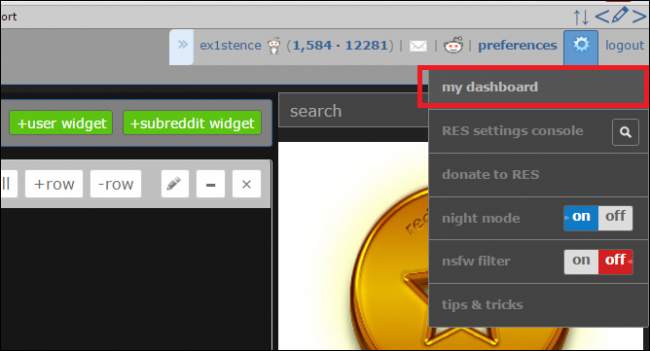 ort
» ex1stence (1,584 · 12281) | | | preferences | logout
my dashboard
+user widget +subreddit widget
search
RES settings console
ll +row -row
donate to RES
night mode on off
nsfw filter on off
tips & tricks